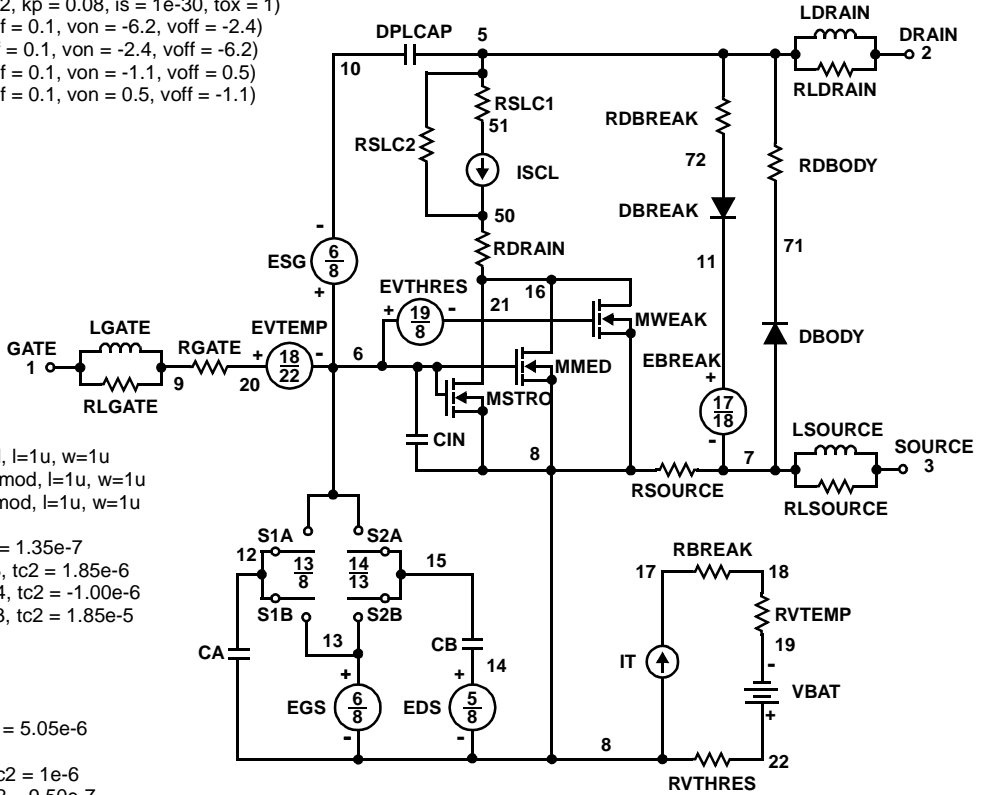 2, kp = 0.08, is = 1e-30, tox = 1)
f = 0.1, von = -6.2, voff = -2.4)
f = 0.1, von = -2.4, voff = -6.2)
f = 0.1, von = -1.1, voff = 0.5)
f = 0.1, von = 0.5, voff = -1.1)
LDRAIN
DPLCAP
5
DRAIN
2
10
RLDRAIN
RSLC1
51
RDBREAK
RSLC2
72
RDBODY
ISCL
DBREAK
50
71
RDRAIN
11
-
ESG
6
8
+
EVTHRES
16
21
+
19
8
-
MWEAK
LGATE
EVTEMP
DBODY
GATE
1
RGATE
+
18
22
-
6
MMED
EBREAK
+
9
20
MSTRO
17
18
-
RLGATE
LSOURCE
CIN
8
7
SOURCE
3
, l=1u, w=1u
mod, l=1u, w=1u
mod, l=1u, w=1u
RSOURCE
RLSOURCE
= 1.35e-7
, tc2 = 1.85e-6
4, tc2 = -1.00e-6
3, tc2 = 1.85e-5
S1A
S2A
12
13
8
14
13
15
RBREAK
17
18
S1B
S2B
RVTEMP
13
CB
19
CA
14
IT
-
VBAT
+
+
EGS
6
8
-
+
EDS
5
8
-
= 5.05e-6
8
22
RVTHRES
c2 = 1e-6